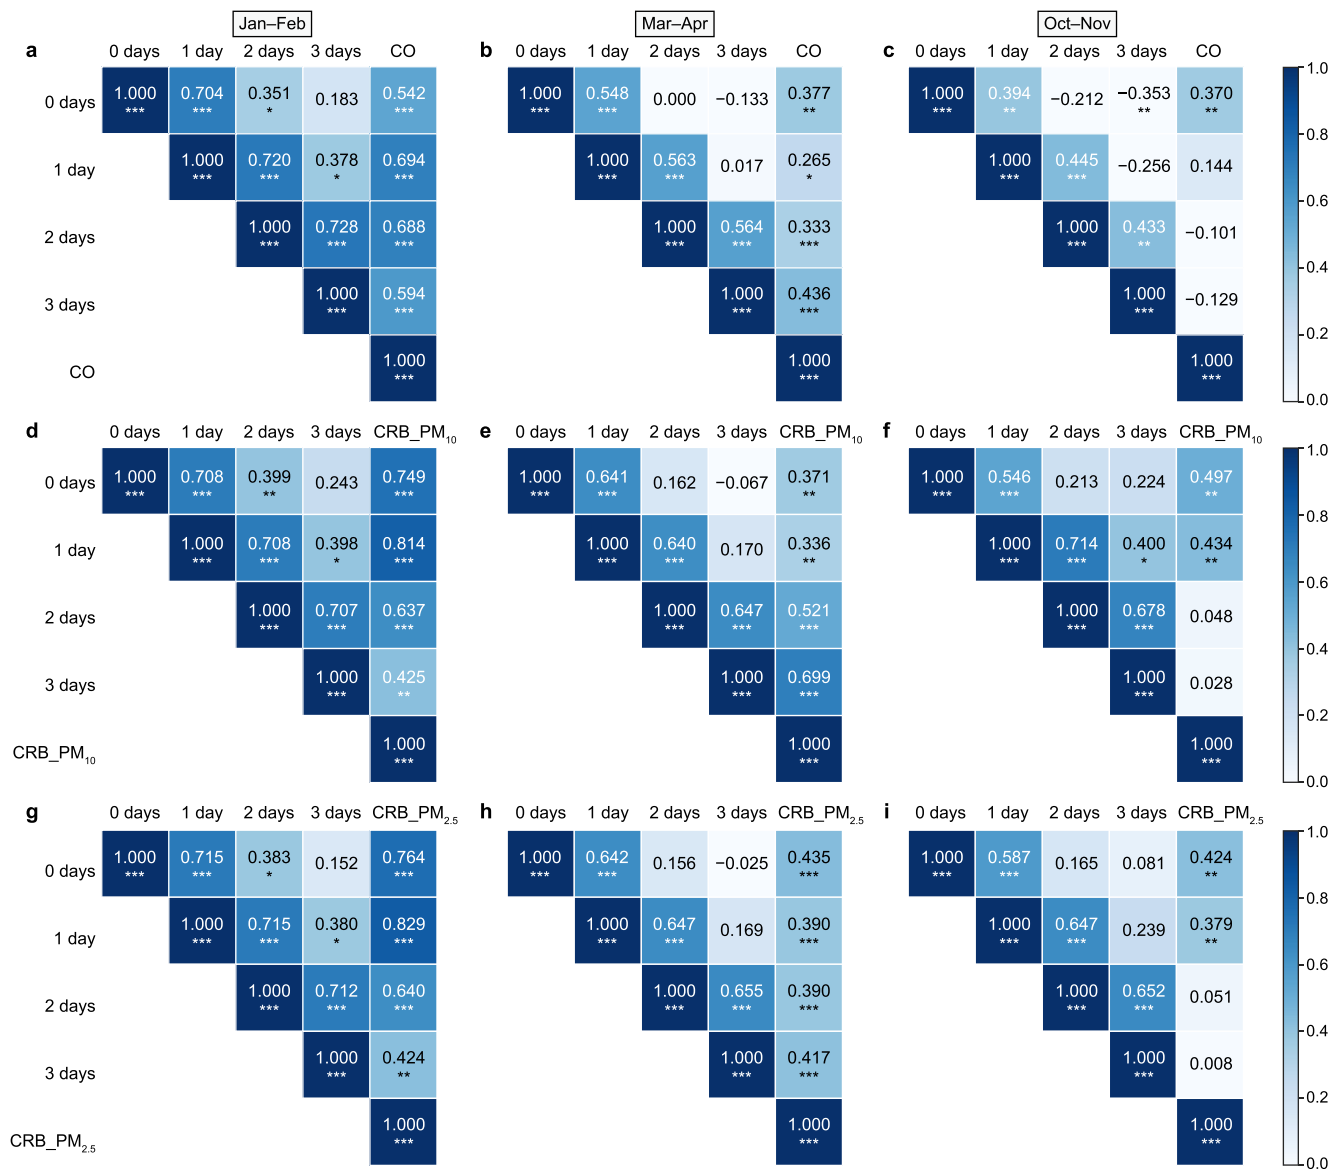 Jan–Feb Mar–Apr Oct–Nov
a 0 days 1 day 2 days 3 days CO b 0 days 1 day 2 days 3 days CO c 0 days 1 day 2 days 3 days CO
0 days 1.000 0.704 0.351 0.183 0.542 1.000 0.548 0.000 −0.133 0.377 1.000 0.394 −0.212 −0.353 0.370 1.0
*** *** * *** *** *** ** *** ** ** **
0.8
1 day 1.000 0.720 0.378 0.694 1.000 0.563 0.017 0.265 1.000 0.445 −0.256 0.144
*** *** * *** *** *** * *** ***
0.6
2 days 1.000 0.728 0.688 1.000 0.564 0.333 1.000 0.433 −0.101
*** *** *** *** *** *** *** **
0.4
3 days 1.000 0.594 1.000 0.436 1.000 −0.129
*** *** *** *** ***
0.2
CO 1.000 1.000 1.000
*** *** ***
0.0
d 0 days 1 day 2 days 3 days CRB_PM10 e 0 days 1 day 2 days 3 days CRB_PM10 f 0 days 1 day 2 days 3 days CRB_PM10
0 days 1.000 0.708 0.399 0.243 0.749 1.000 0.641 0.162 −0.067 0.371 1.000 0.546 0.213 0.224 0.497 1.0
*** *** ** *** *** *** ** *** *** **
0.8
1 day 1.000 0.708 0.398 0.814 1.000 0.640 0.170 0.336 1.000 0.714 0.400 0.434
*** *** * *** *** *** ** *** *** * **
0.6
2 days 1.000 0.707 0.637 1.000 0.647 0.521 1.000 0.678 0.048
*** *** *** *** *** *** *** ***
0.4
3 days 1.000 0.425 1.000 0.699 1.000 0.028
*** ** *** *** ***
0.2
CRB_PM10 1.000 1.000 1.000
*** *** ***
0.0
g 0 days 1 day 2 days 3 days CRB_PM2.5 h 0 days 1 day 2 days 3 days CRB_PM2.5 i 0 days 1 day 2 days 3 days CRB_PM2.5
0 days 1.000 0.715 0.383 0.152 0.764 1.000 0.642 0.156 −0.025 0.435 1.000 0.587 0.165 0.081 0.424 1.0
*** *** * *** *** *** *** *** *** **
0.8
1 day 1.000 0.715 0.380 0.829 1.000 0.647 0.169 0.390 1.000 0.647 0.239 0.379
*** *** * *** *** *** *** *** *** **
0.6
2 days 1.000 0.712 0.640 1.000 0.655 0.390 1.000 0.652 0.051
*** *** *** *** *** *** *** ***
0.4
3 days 1.000 0.424 1.000 0.417 1.000 0.008
*** ** *** *** ***
0.2
CRB_PM2.5 1.000 1.000 1.000
*** *** ***
0.0